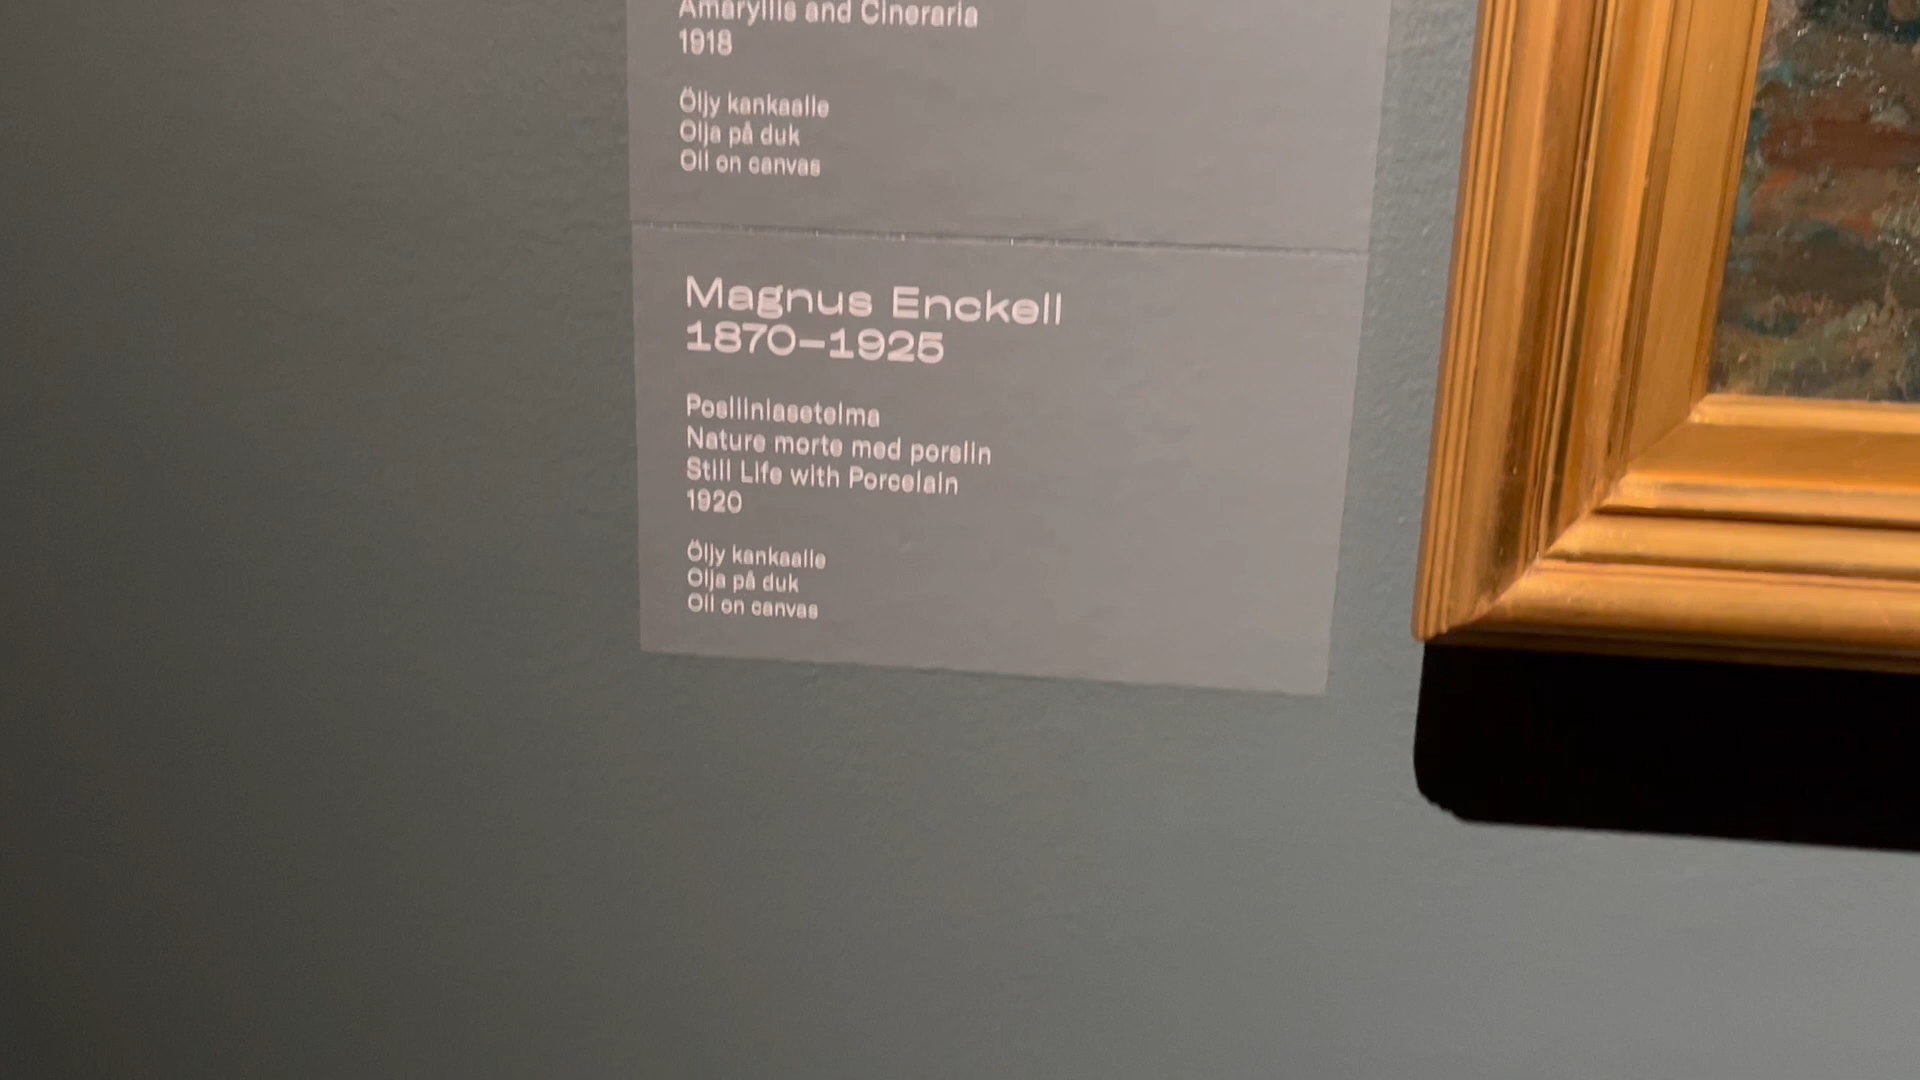 Amaryllis and Cineraria
1918
Öljy kankaalle
Olja på duk
Oil on canvas
Magnus Enckell
1870–1925
Posliiniasetelma
Nature morte med porslin
Still Life with Porcelain
1920
Öljy kankaalle
Olja på duk
Oil on canvas